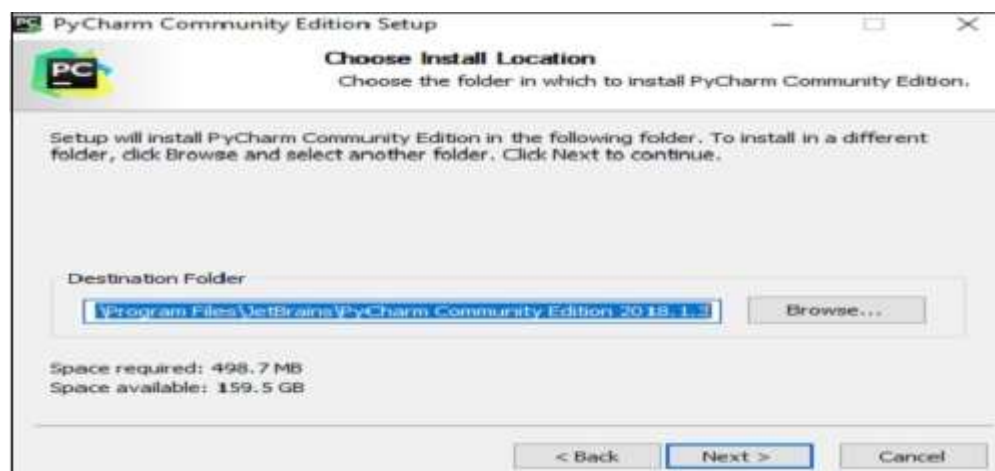 PC PyCharm Community Edition Setup
PC
Choose Install Location
Choose the folder in which to install PyCharm Community Edition.
Setup will install PyCharm Community Edition in the following folder. To install in a different
folder, click Browse and select another folder. Click Next to continue.
Destination Folder
\Program Files\JetBrains\PyCharm Community Edition 2018.1.3
Browse...
Space required: 498.7 MB
Space available: 159.5 GB
< Back
Next >
Cancel